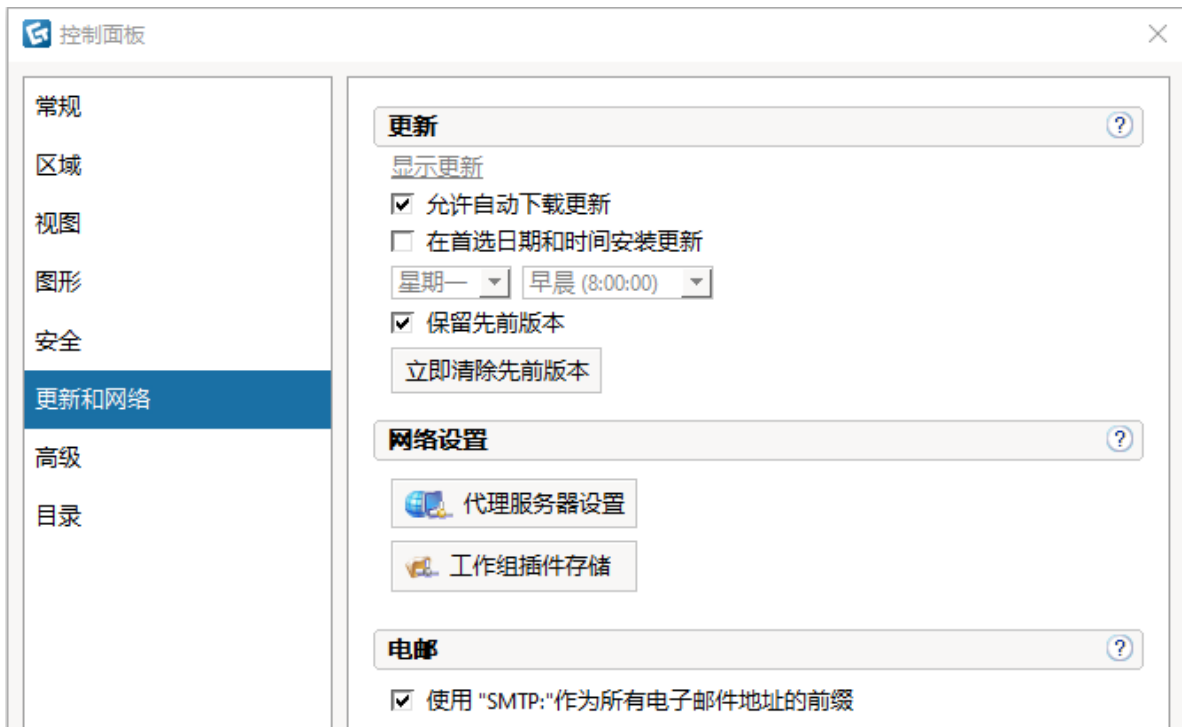 控制面板
常规
区域
视图
图形
安全
更新和网络
高级
目录
更新
显示更新
允许自动下载更新
在首选日期和时间安装更新
星期一 早晨 (8:00:00)
保留先前版本
立即清除先前版本
网络设置
代理服务器设置
工作组插件存储
电邮
使用 "SMTP:"作为所有电子邮件地址的前缀